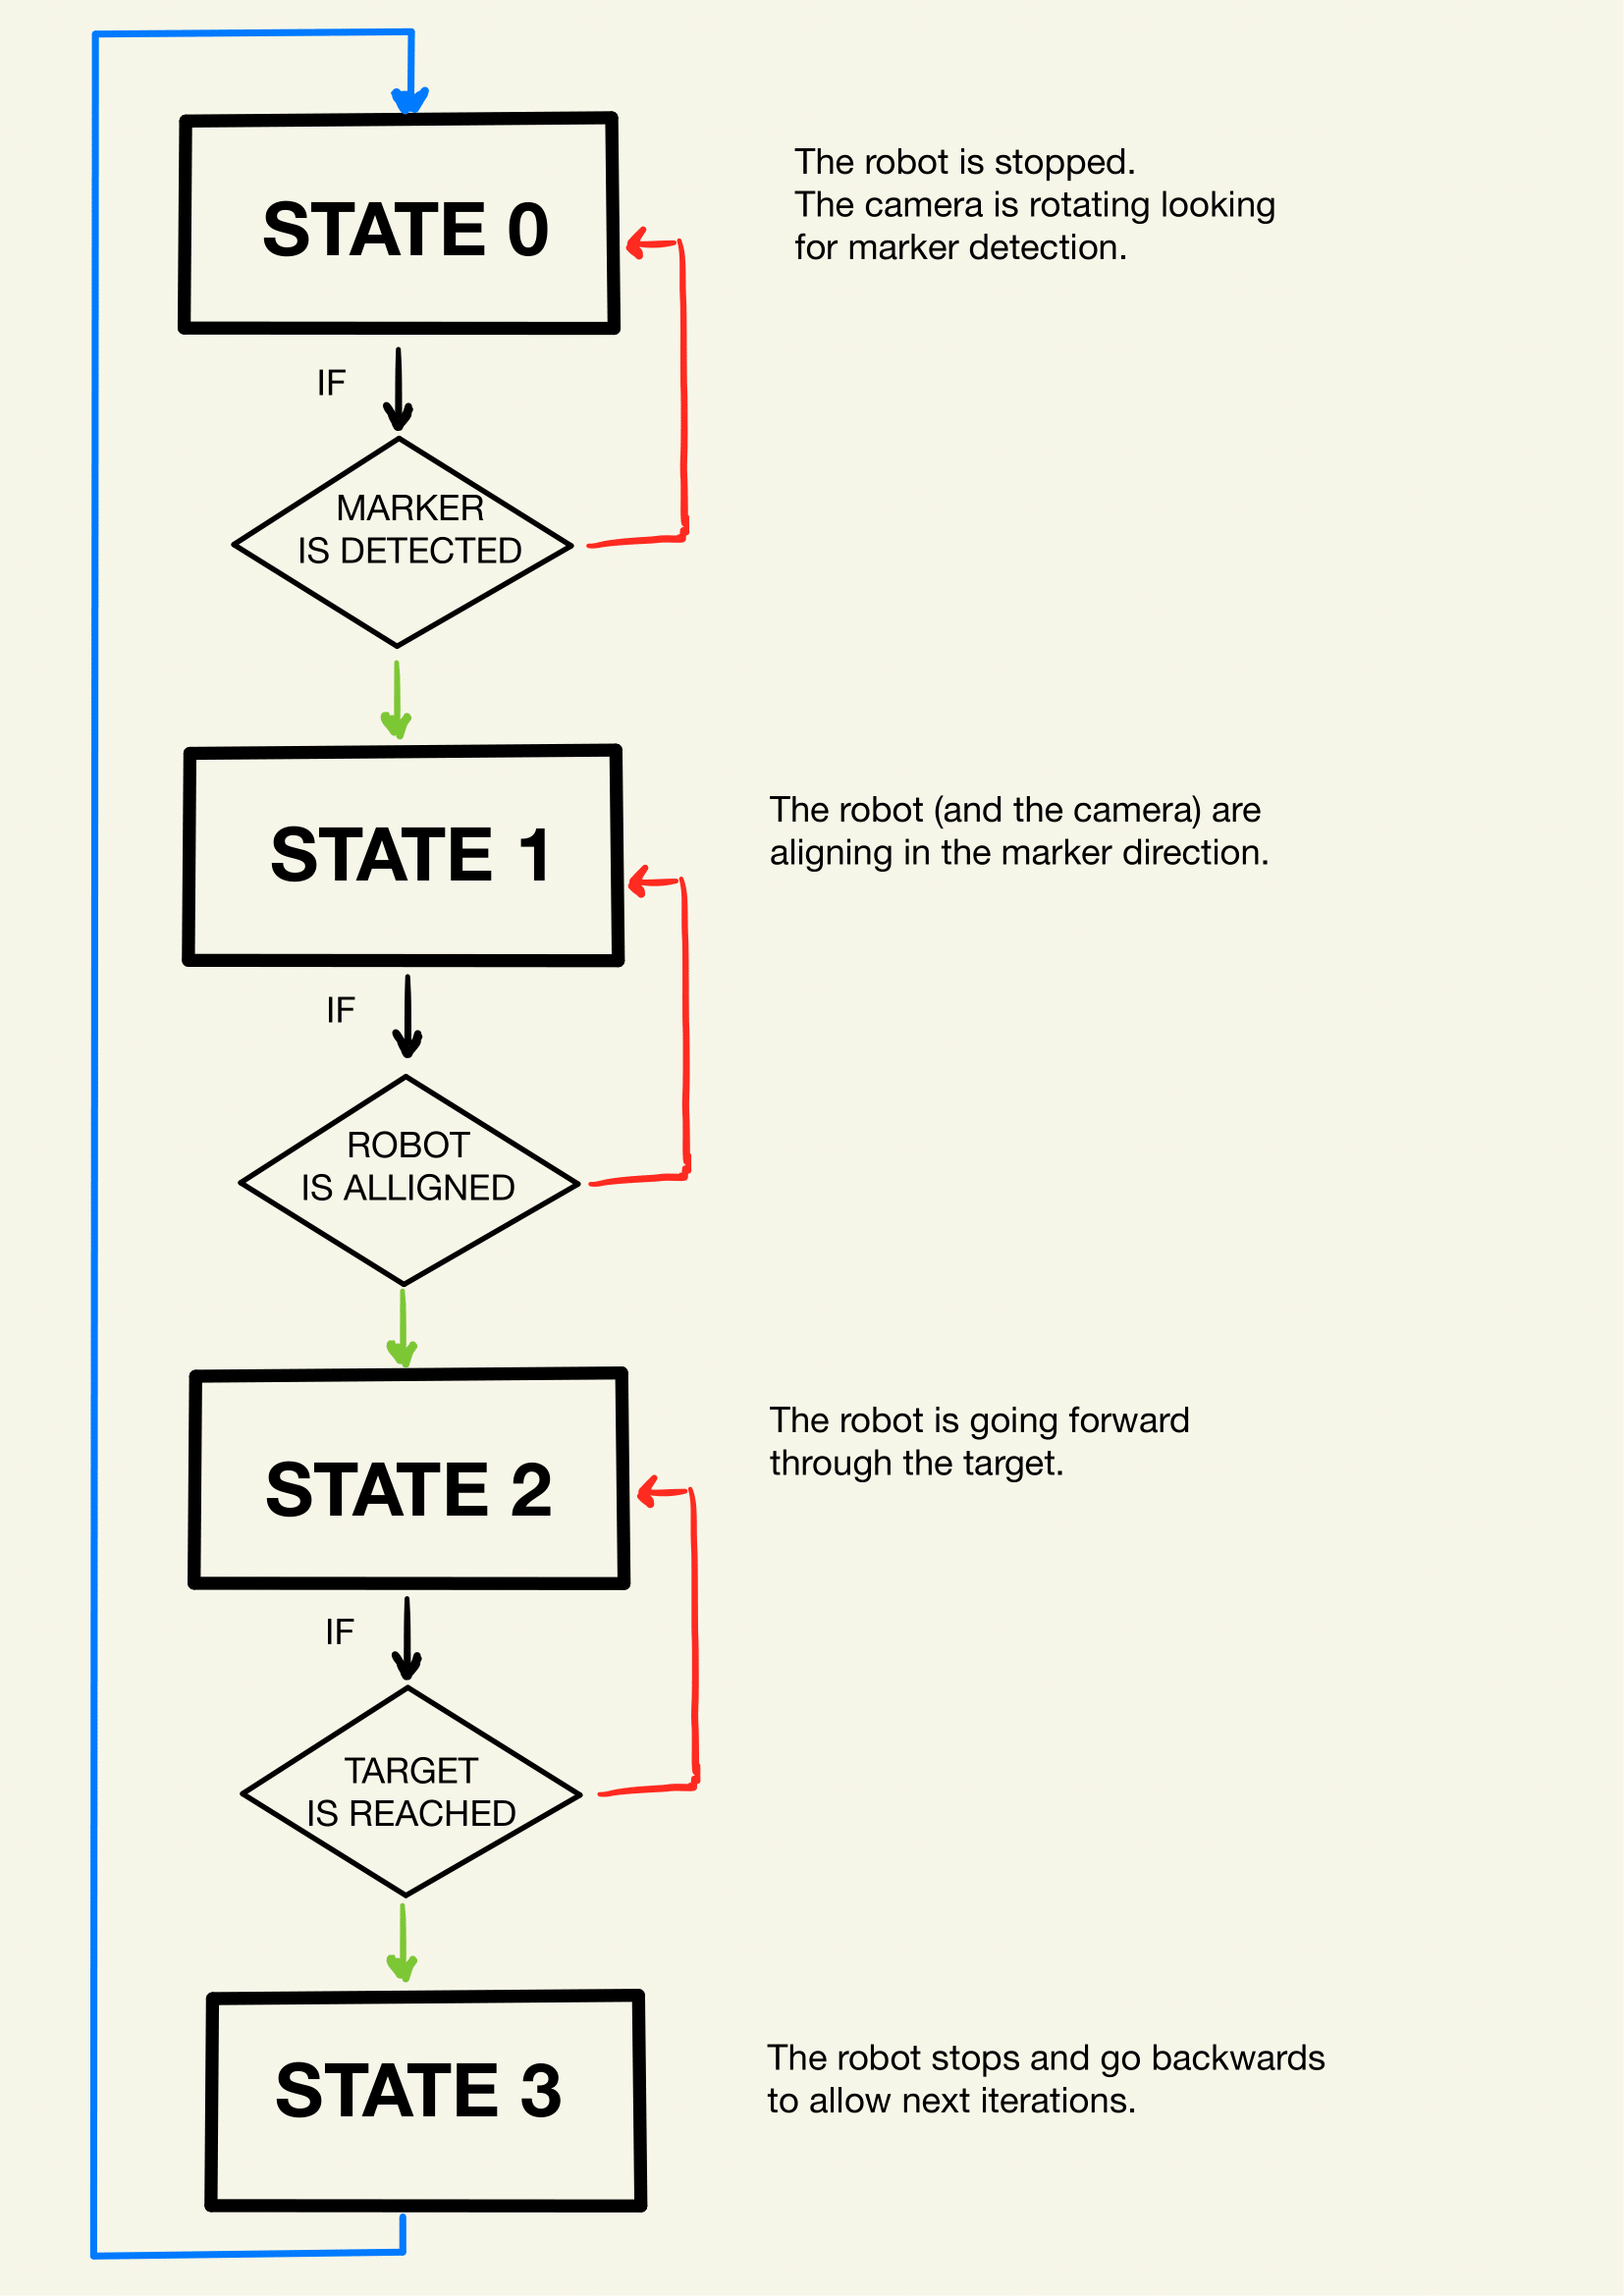 STATE 0
The robot is stopped.
The camera is rotating looking
for marker detection.
IF
MARKER
IS DETECTED
STATE 1
The robot (and the camera) are
aligning in the marker direction.
IF
ROBOT
IS ALLIGNED
STATE 2
The robot is going forward
through the target.
IF
TARGET
IS REACHED
STATE 3
The robot stops and go backwards
to allow next iterations.